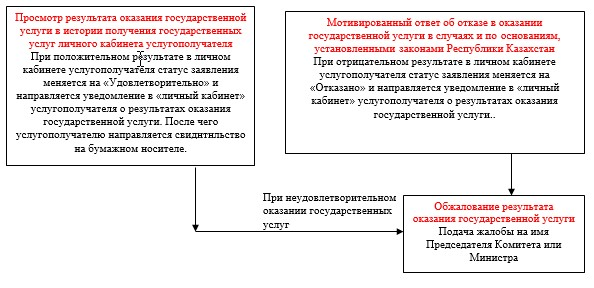 Просмотр результата оказания государственной
услуги в истории получения государственных
услуг личного кабинета услугополучателя
При положительном результате в личном
кабинете услугополучателя статус заявления
меняется на «Удовлетворительно» и
направляется уведомление в «личный кабинет»
услугополучателя о результатах оказания
государственной услуги. После чего
услугополучателю направляется свиднтнльство
на бумажном носителе.
Мотивированный ответ об отказе в оказании
государственной услуги в случаях и по основаниям,
установленными законами Республики Казахстан
При отрицательном результате в личном кабинете
услугополучателя статус заявления меняется на
«Отказано» и направляется уведомление в «личный
кабинет» услугополучателя о результатах оказания
государственной услуги..
При неудовлетворительном
оказании государственных
услуг
Обжалование результата
оказания государственной услуги
Подача жалобы на имя
Председателя Комитета или
Министра